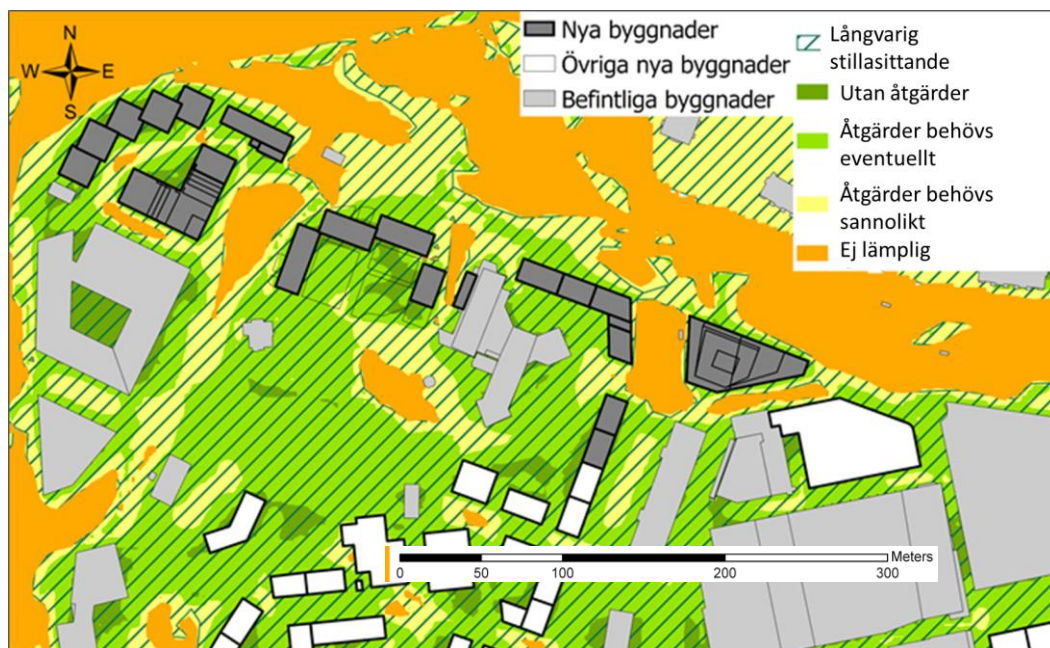 N
W E
S
Nya byggnader
Övriga nya byggnader
Befintliga byggnader
Långvarig
stillasittande
Utan åtgärder
Åtgärder behövs
eventuellt
Åtgärder behövs
sannolikt
Ej lämplig
Meters
0 50 100 200 300